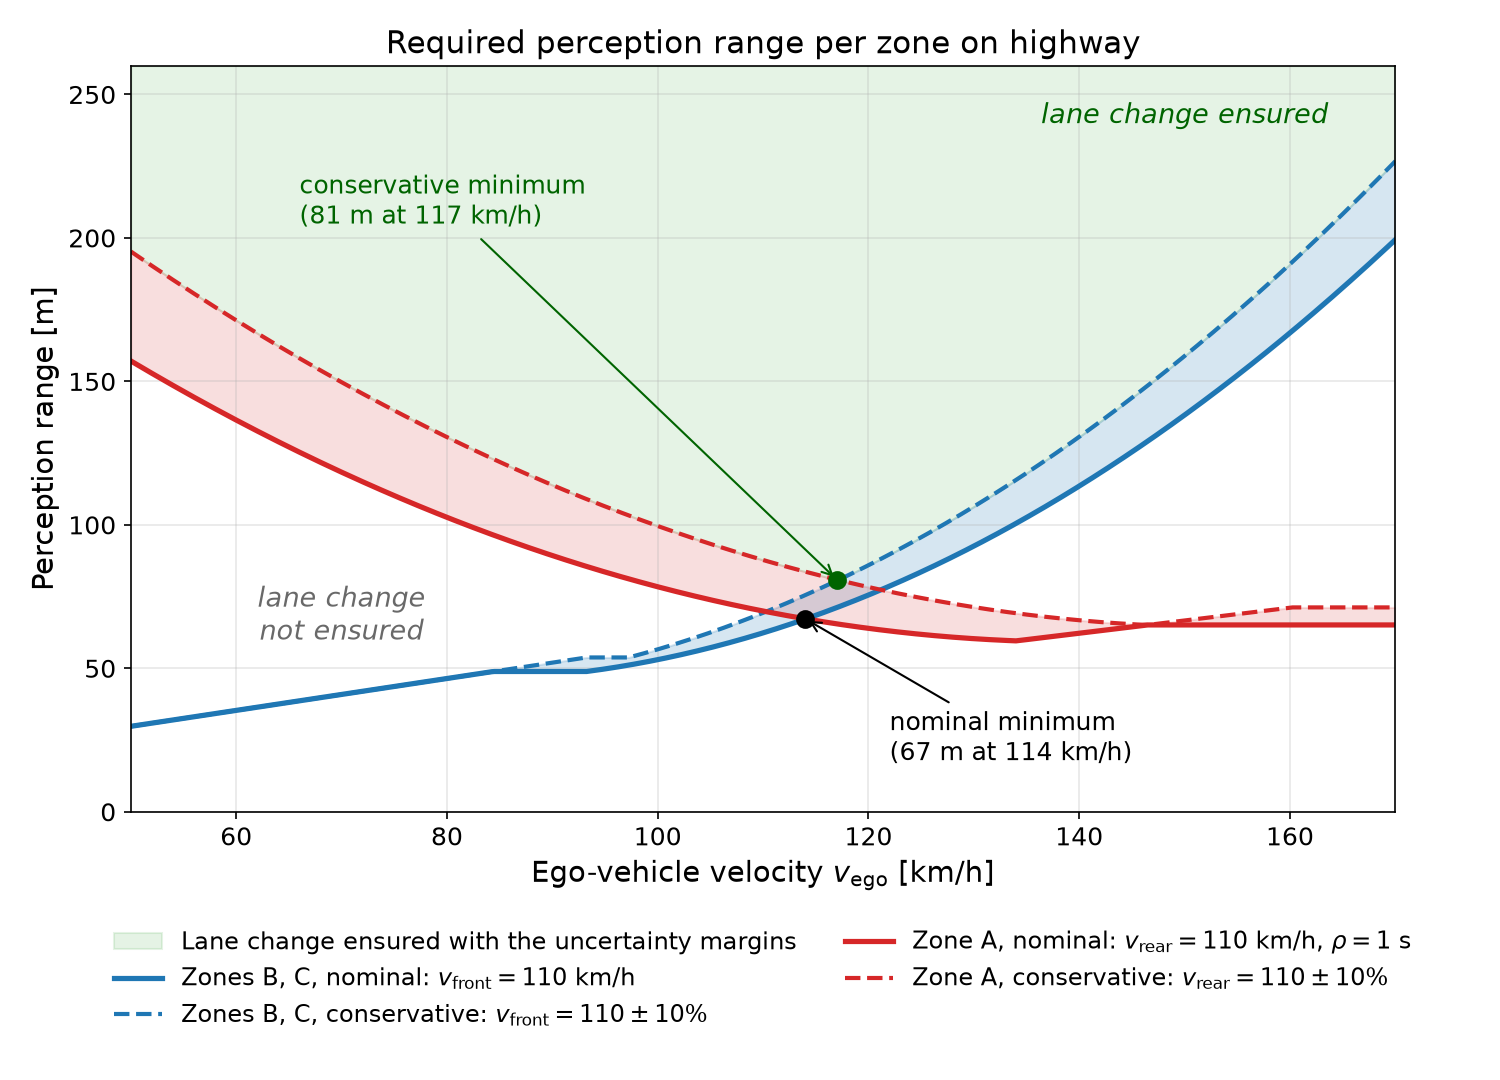 Required perception range per zone on highway
250
200
150
100
50
0
Perception range [m]
lane change ensured
conservative minimum
(81 m at 117 km/h)
lane change
not ensured
nominal minimum
(67 m at 114 km/h)
60 80 100 120 140 160
Ego-vehicle velocity v_ego [km/h]
Lane change ensured with the uncertainty margins
Zones B, C, nominal: v_front = 110 km/h
Zones B, C, conservative: v_front = 110 ± 10%
Zone A, nominal: v_rear = 110 km/h, ρ = 1 s
Zone A, conservative: v_rear = 110 ± 10%